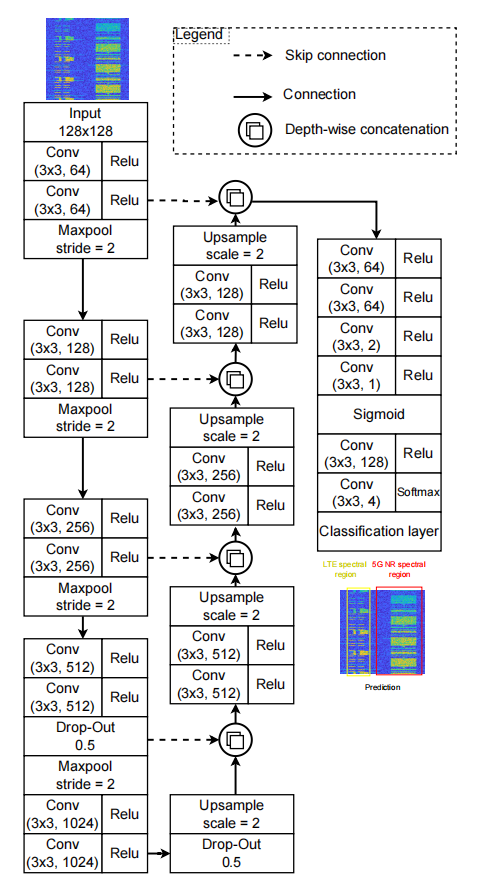 Legend
Skip connection
Connection
Depth-wise concatenation
Input
128x128
Conv
(3x3, 64)
Relu
Conv
(3x3, 64)
Relu
Maxpool
stride = 2
Conv
(3x3, 128)
Relu
Conv
(3x3, 128)
Relu
Maxpool
stride = 2
Conv
(3x3, 256)
Relu
Conv
(3x3, 256)
Relu
Maxpool
stride = 2
Conv
(3x3, 512)
Relu
Conv
(3x3, 512)
Relu
Drop-Out
0.5
Maxpool
stride = 2
Conv
(3x3, 1024)
Relu
Conv
(3x3, 1024)
Relu
Upsample
scale = 2
Conv
(3x3, 128)
Relu
Conv
(3x3, 128)
Relu
Upsample
scale = 2
Conv
(3x3, 256)
Relu
Conv
(3x3, 256)
Relu
Upsample
scale = 2
Conv
(3x3, 512)
Relu
Conv
(3x3, 512)
Relu
Upsample
scale = 2
Drop-Out
0.5
Conv
(3x3, 64)
Relu
Conv
(3x3, 64)
Relu
Conv
(3x3, 2)
Relu
Conv
(3x3, 1)
Relu
Sigmoid
Conv
(3x3, 128)
Relu
Conv
(3x3, 4)
Softmax
Classification layer
LTE spectral
region
5G NR spectral
region
Prediction